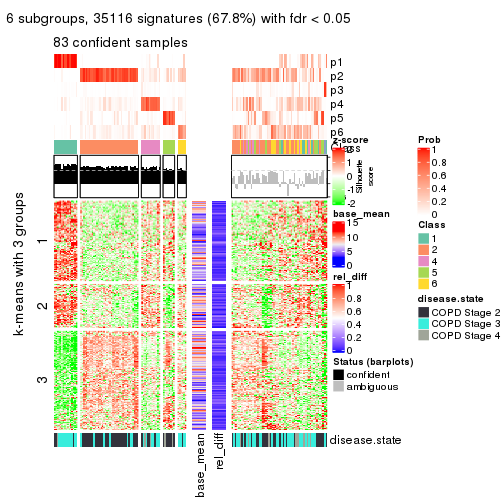 6 subgroups, 35116 signatures (67.8%) with fdr < 0.05
83 confident samples
p1
p2
p3
p4
p5
p6
Class
z-score
2
1
0
-1
-2
Silhouette
score
base_mean
15
10
5
0
rel_diff
1
0.8
0.6
0.4
0.2
0
Status (barplots)
confident
ambiguous
Prob
1
0.8
0.6
0.4
0.2
0
Class
1
2
4
5
6
disease.state
COPD Stage 2
COPD Stage 3
COPD Stage 4
k-means with 3 groups
1
2
3
disease.state
base_mean
rel_diff